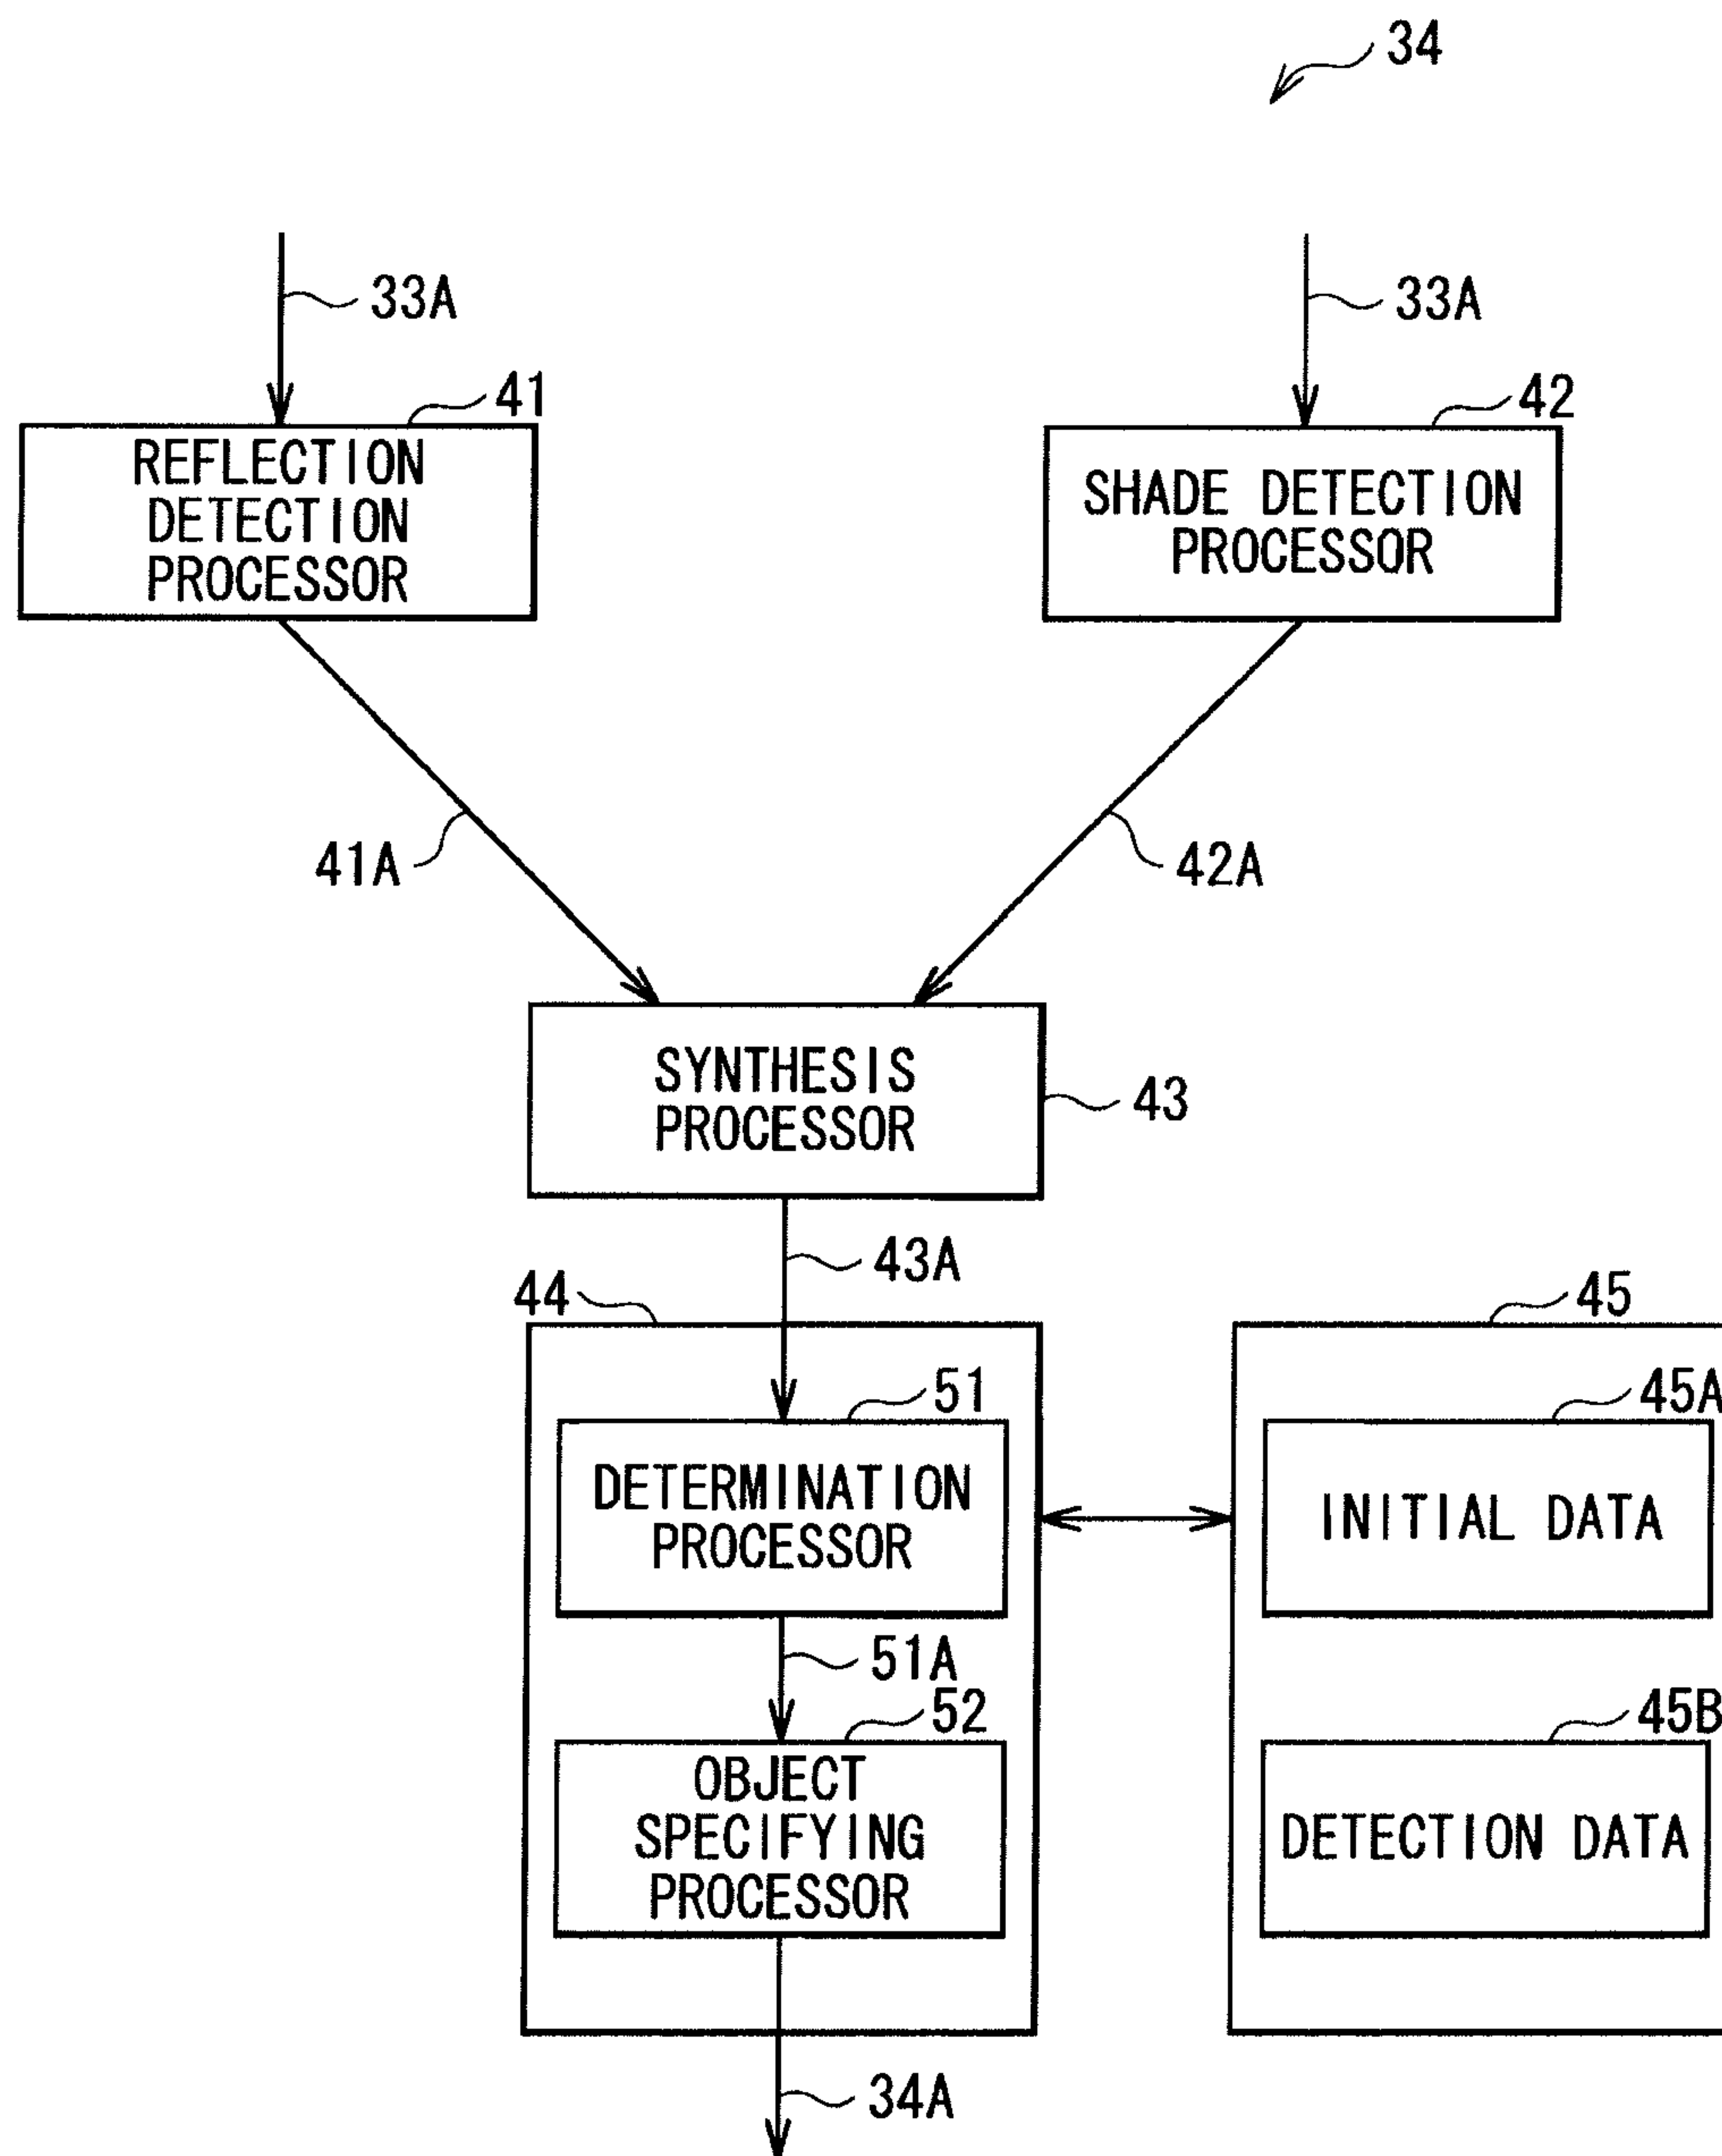 34
33A
33A
41
42
REFLECTION
DETECTION
PROCESSOR
SHADE DETECTION
PROCESSOR
41A
42A
SYNTHESIS
PROCESSOR
43
43A
44
45
51
45A
DETERMINATION
PROCESSOR
INITIAL DATA
51A
52
45B
OBJECT
SPECIFYING
PROCESSOR
DETECTION DATA
34A